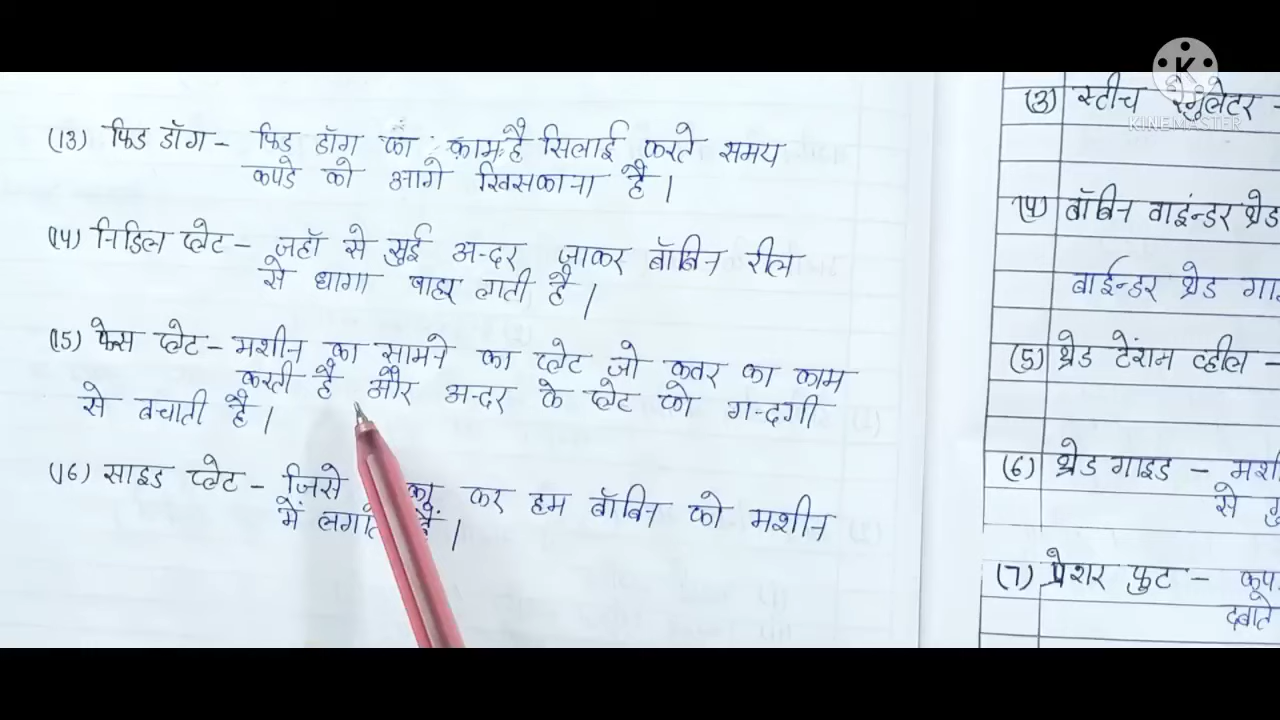 (13) फिड डॉग - फिड डॉग का काम है सिलाई करते समय
कपडे को आगे खिसकाना है।
(14) निडिल प्लेट - जहाँ से सुई अन्दर जाकर बॉबिन रील
से धागा बाहर लाती है।
(15) फेस प्लेट - मशीन का सामने का प्लेट जो कवर का काम
करती है और अन्दर के प्लेट को गन्दगी
से बचाती है।
(16) साइड प्लेट - जिसे कर हम बॉबिन को मशीन
में हैं।
(3) स्टीच रेगुलेटर -
(4) बॉबिन वाइंन्डर थ्रेड
बाईन्डर थ्रेड
(5) थ्रेड टेंशन व्हील -
(6) थ्रेड गाइड -
से
(7) प्रेशर फुट -
दबाते
KINEMASTER